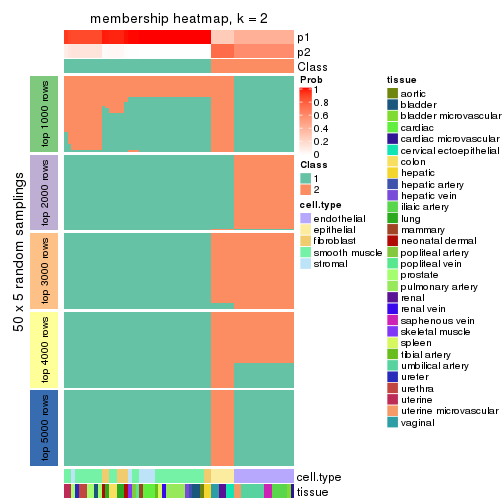 membership heatmap, k = 2
p1
p2
Class
50 x 5 random samplings
top 1000 rows
top 2000 rows
top 3000 rows
top 4000 rows
top 5000 rows
cell.type
tissue
Prob
1
0.8
0.6
0.4
0.2
0
Class
1
2
cell.type
endothelial
epithelial
fibroblast
smooth muscle
stromal
tissue
aortic
bladder
bladder microvascular
cardiac
cardiac microvascular
cervical ectoepithelial
colon
hepatic
hepatic artery
hepatic vein
iliaic artery
lung
mammary
neonatal dermal
popliteal artery
popliteal vein
prostate
pulmonary artery
renal
renal vein
saphenous vein
skeletal muscle
spleen
tibial artery
umbilical artery
ureter
urethra
uterine
uterine microvascular
vaginal